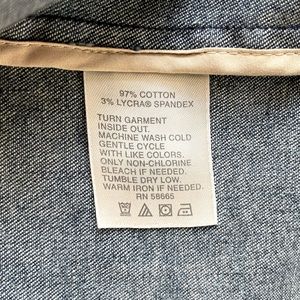 97% COTTON
3% LYCRA® SPANDEX
TURN GARMENT
INSIDE OUT.
MACHINE WASH COLD
GENTLE CYCLE
WITH LIKE COLORS.
ONLY NON-CHLORINE
BLEACH IF NEEDED.
TUMBLE DRY LOW.
WARM IRON IF NEEDED.
RN 58665